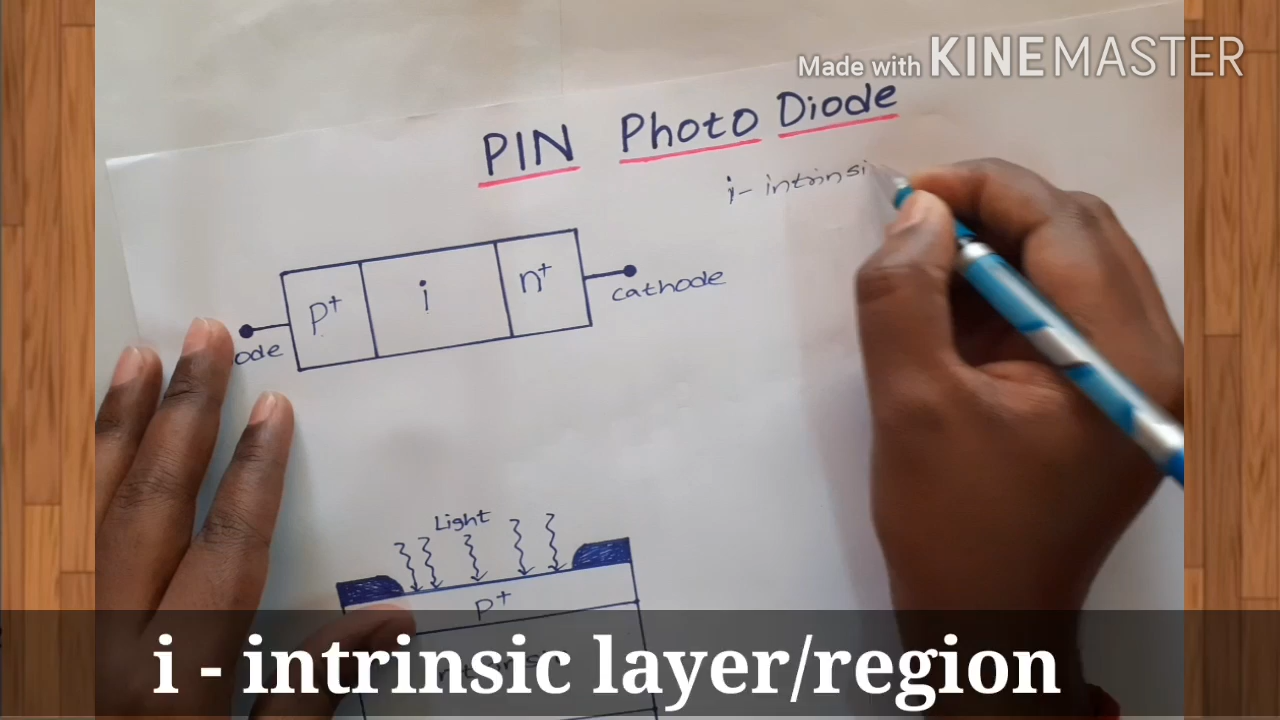 Made with KINEMASTER
PIN Photo Diode
i- intrinsi
p+ i n+
cathode
ode
Light
p+
i - intrinsic layer/region